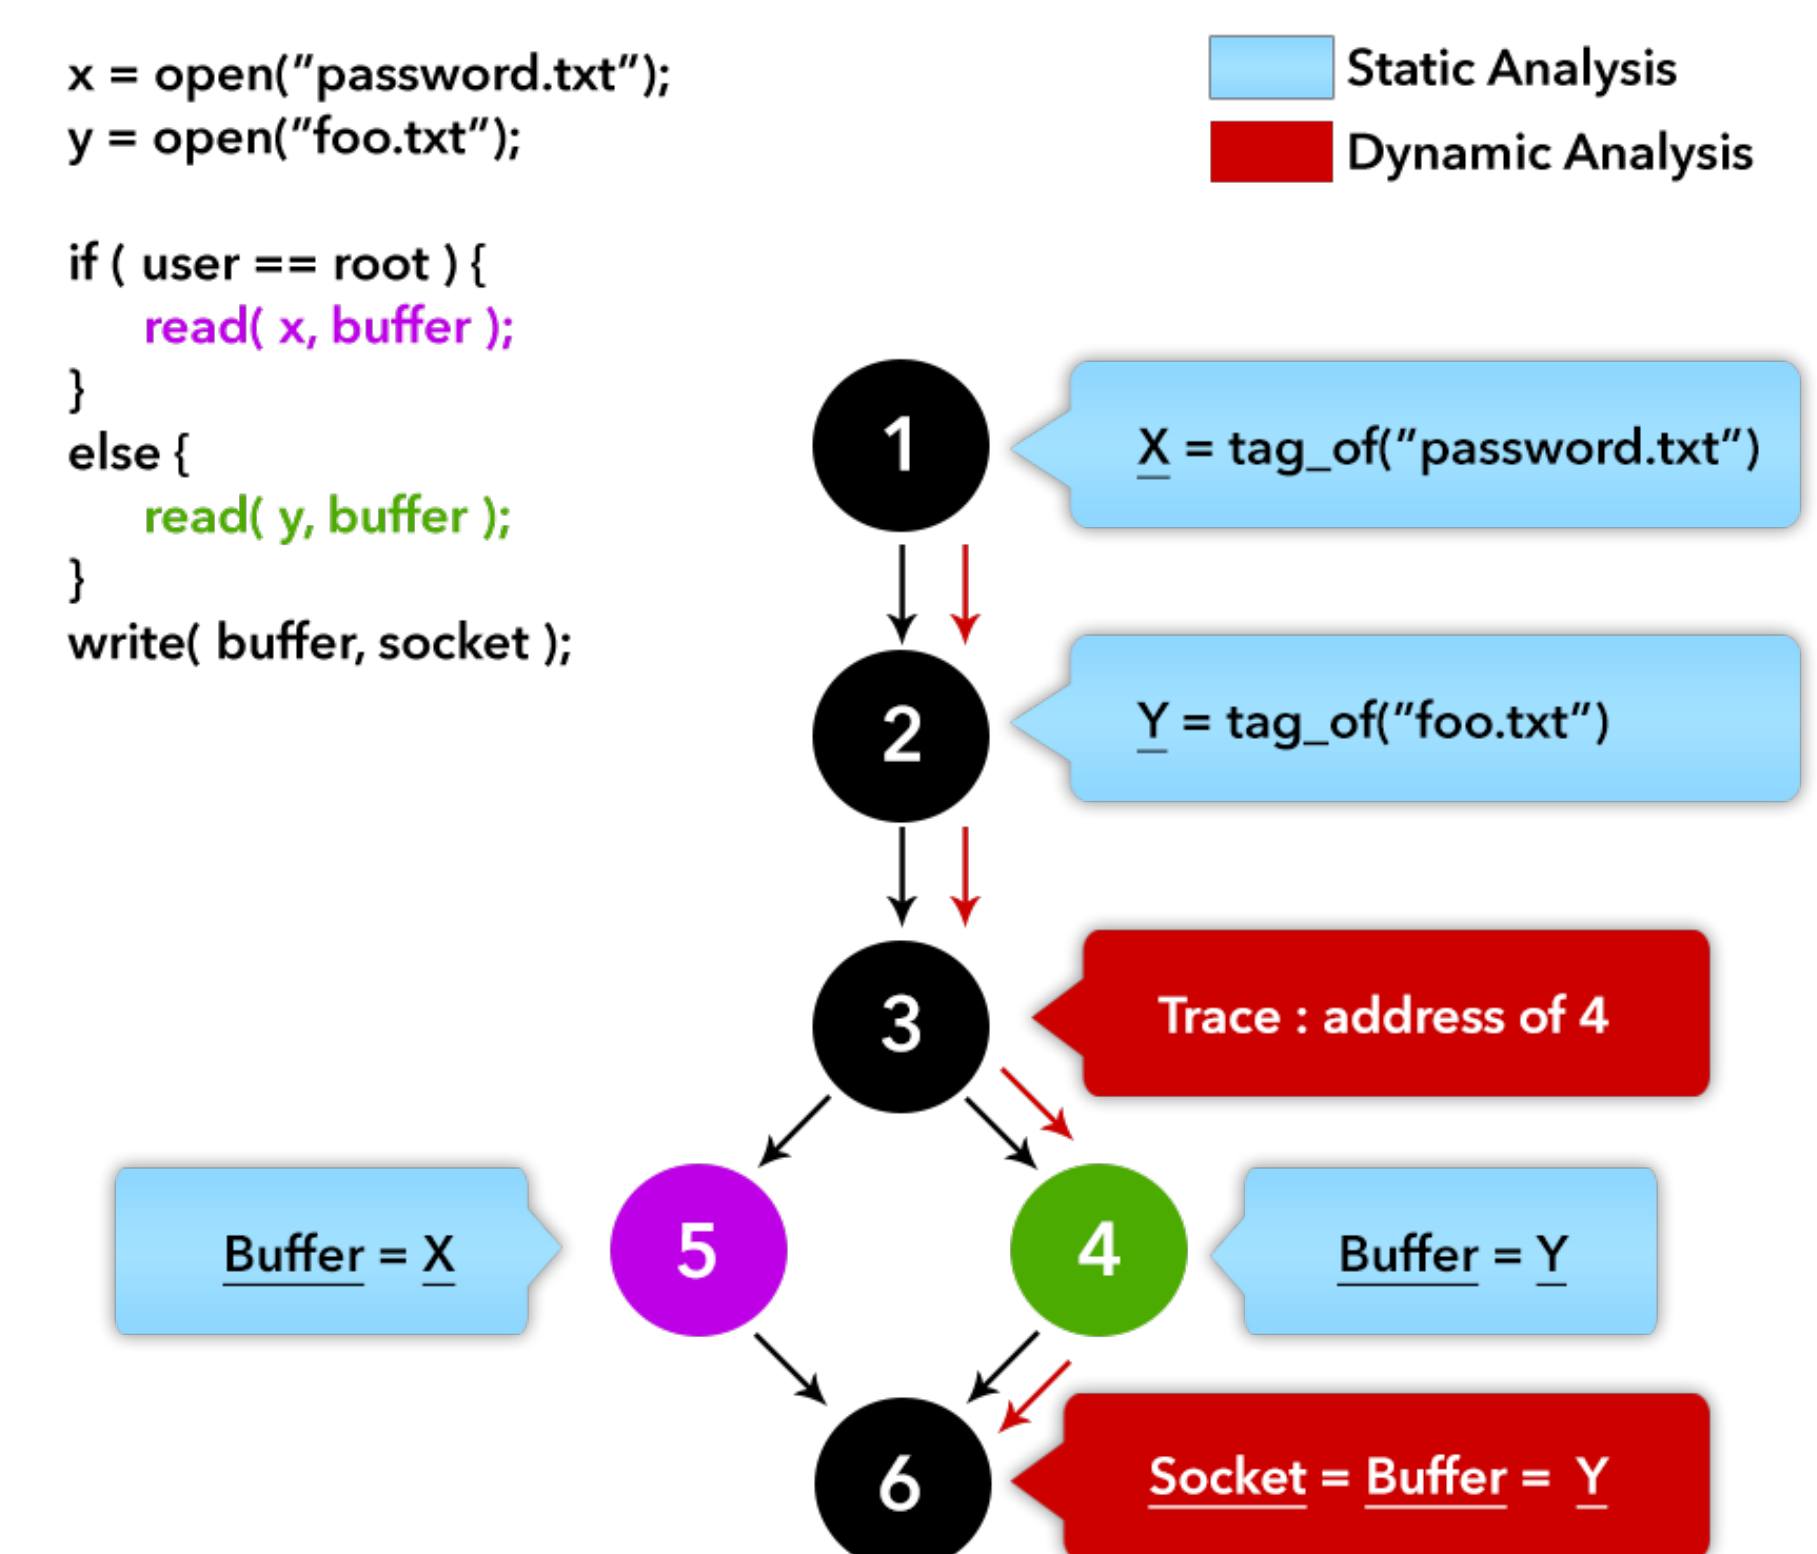 x = open(”password.txt”);
y = open(”foo.txt”);
if ( user == root ) {
read( x, buffer );
}
else {
read( y, buffer );
}
write( buffer, socket );
Static Analysis
Dynamic Analysis
1
X = tag_of(”password.txt”)
2
Y = tag_of(”foo.txt”)
3
Trace : address of 4
Buffer = X
5
4
Buffer = Y
6
Socket = Buffer = Y